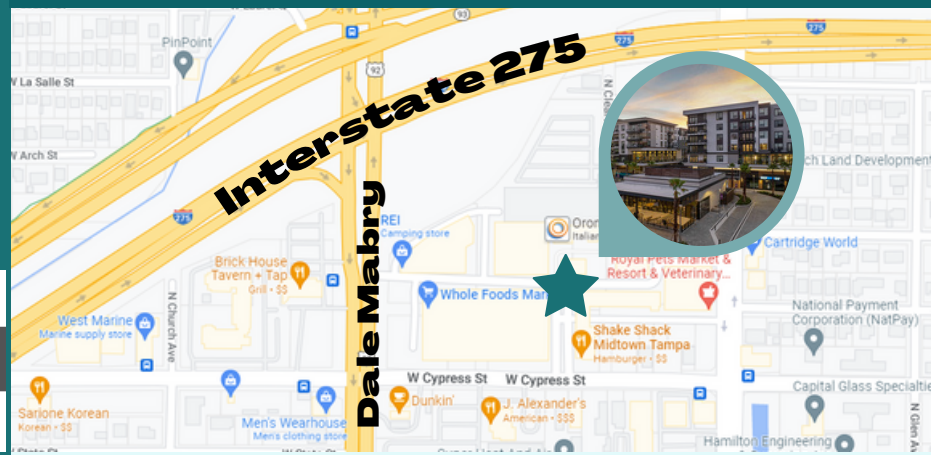 93
275
275
PinPoint
92
Interstate 275
W La Salle St
W Arch St
275
Dale Mabry
REI
Camping store
Brick House
Tavern + Tap
Grill • $$
Whole Foods
West Marine
Marine supply store
N Church Ave
Royal Pets Market &
Resort & Veterinary...
Cartridge World
National Payment
Corporation (NatPay)
Shake Shack
Midtown Tampa
Hamburger • $$
W Cypress St
W Cypress St
Sarione Korean
Korean • $$
Men's Wearhouse
Men's clothing store
Dunkin'
J. Alexander's
American • $$$
Capital Glass
Hamilton Engineering
Land